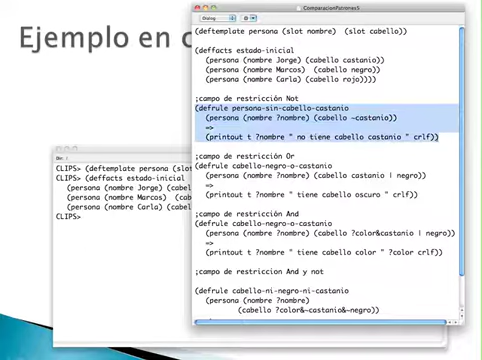 Ejemplo en c
ComparacionPatrones
Dialog
(deftemplate persona (slot nombre)  (slot cabello))
(deffacts estado-inicial
(persona (nombre Jorge) (cabello castanio))
(persona (nombre Marcos)  (cabello negro))
(persona (nombre Carla) (cabello rojo))))
;campo de restricción Not
(defrule persona-sin-cabello-castanio
(persona (nombre ?nombre) (cabello ~castanio))
=>
(printout t ?nombre " no tiene cabello castanio " crlf))
;campo de restricción Or
(defrule cabello-negro-o-castanio
(persona (nombre ?nombre) (cabello castanio | negro))
=>
(printout t ?nombre " tiene cabello oscuro " crlf))
;campo de restricción And
(defrule cabello-negro-o-castanio
(persona (nombre ?nombre) (cabello ?color&castanio | negro))
=>
(printout t ?nombre " tiene cabello color " ?color crlf))
;campo de restriccion And y not
(defrule cabello-ni-negro-ni-castanio
(persona (nombre ?nombre)
(cabello ?color&~castanio&~negro))
Dir: /
CLIPS> (deftemplate persona (slot
CLIPS> (deffacts estado-inicial
(persona (nombre Jorge) (cabe
(persona (nombre Marcos)  (cab
(persona (nombre Carla) (cabel
CLIPS>